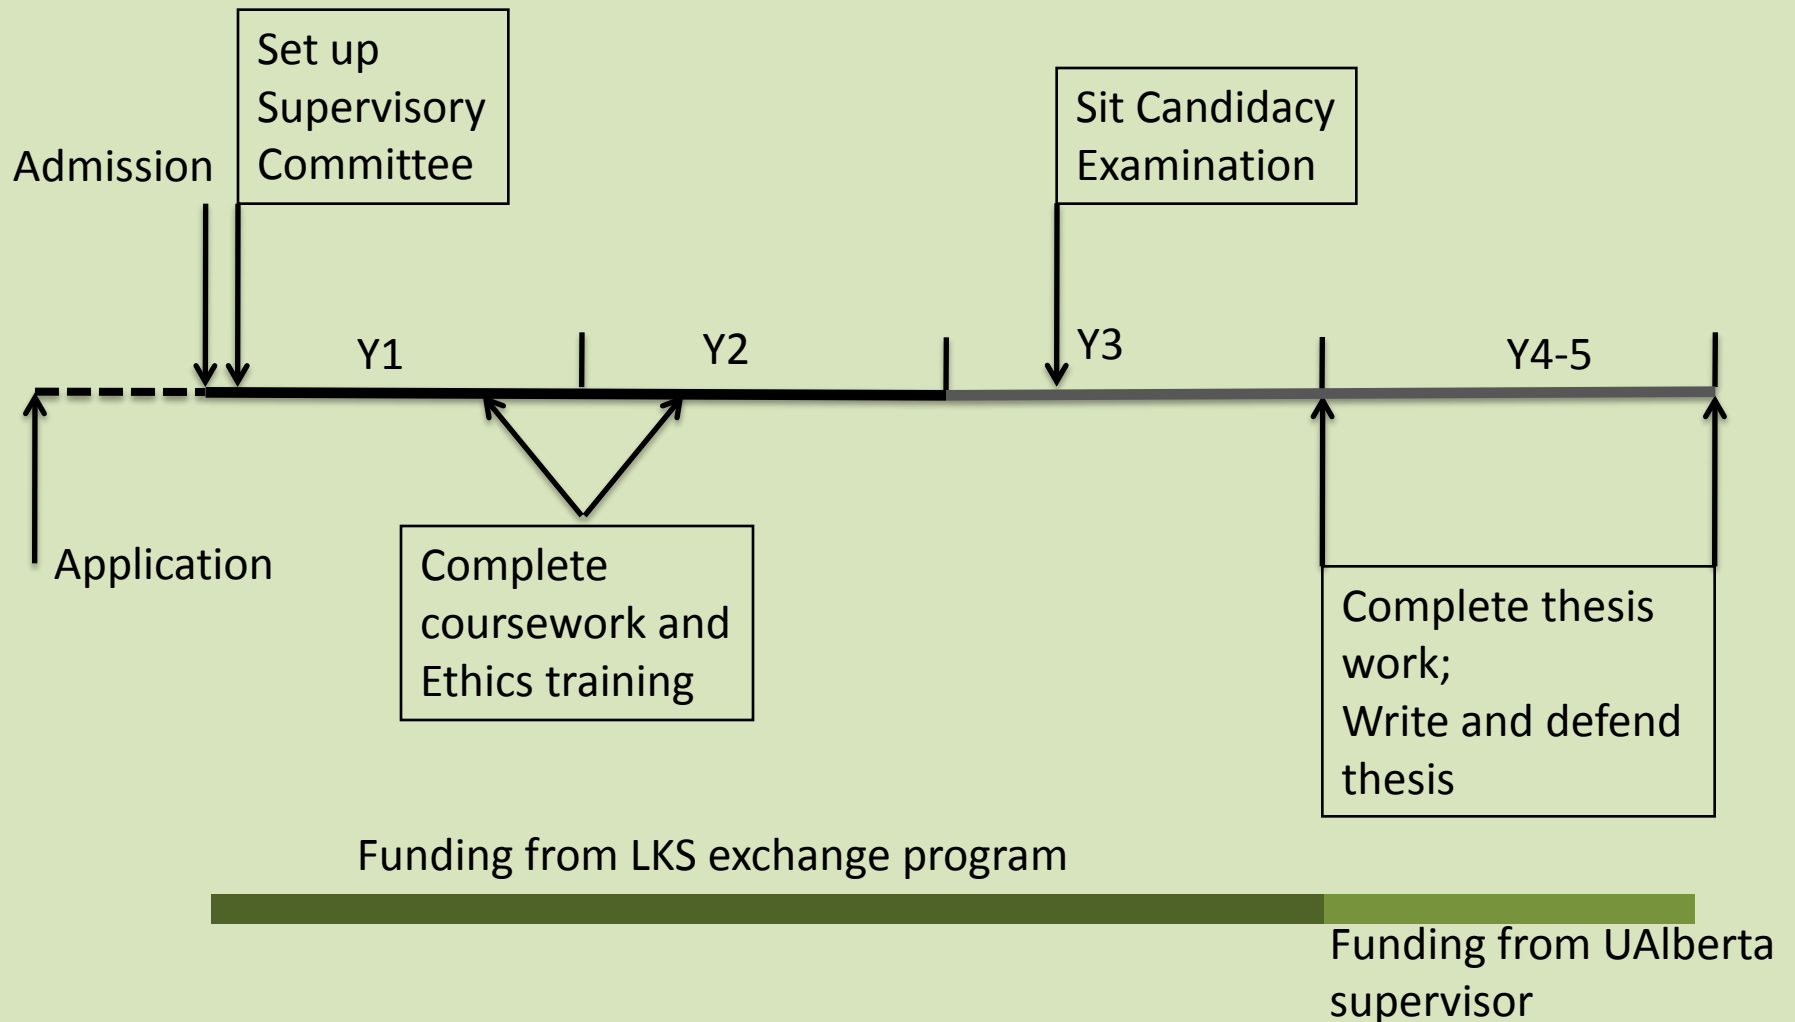 Set up
Supervisory
Committee
Admission
Sit Candidacy
Examination
Y1
Y2
Y3
Y4-5
Application
Complete
coursework and
Ethics training
Complete thesis
work;
Write and defend
thesis
Funding from LKS exchange program
Funding from UAlberta
supervisor